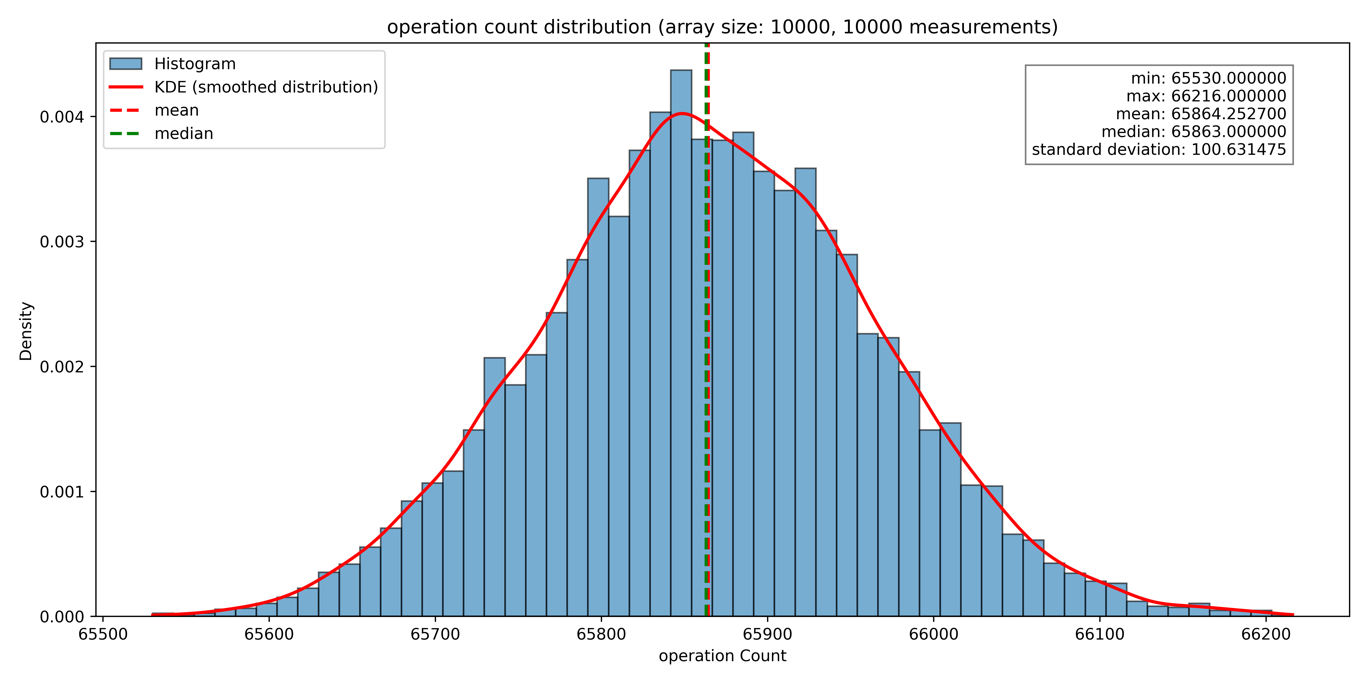 operation count distribution (array size: 10000, 10000 measurements)
Histogram
KDE (smoothed distribution)
mean
median
min: 65530.000000
max: 66216.000000
mean: 65864.252700
median: 65863.000000
standard deviation: 100.631475
Density
0.004
0.003
0.002
0.001
0.000
65500
65600
65700
65800
65900
66000
66100
66200
operation Count